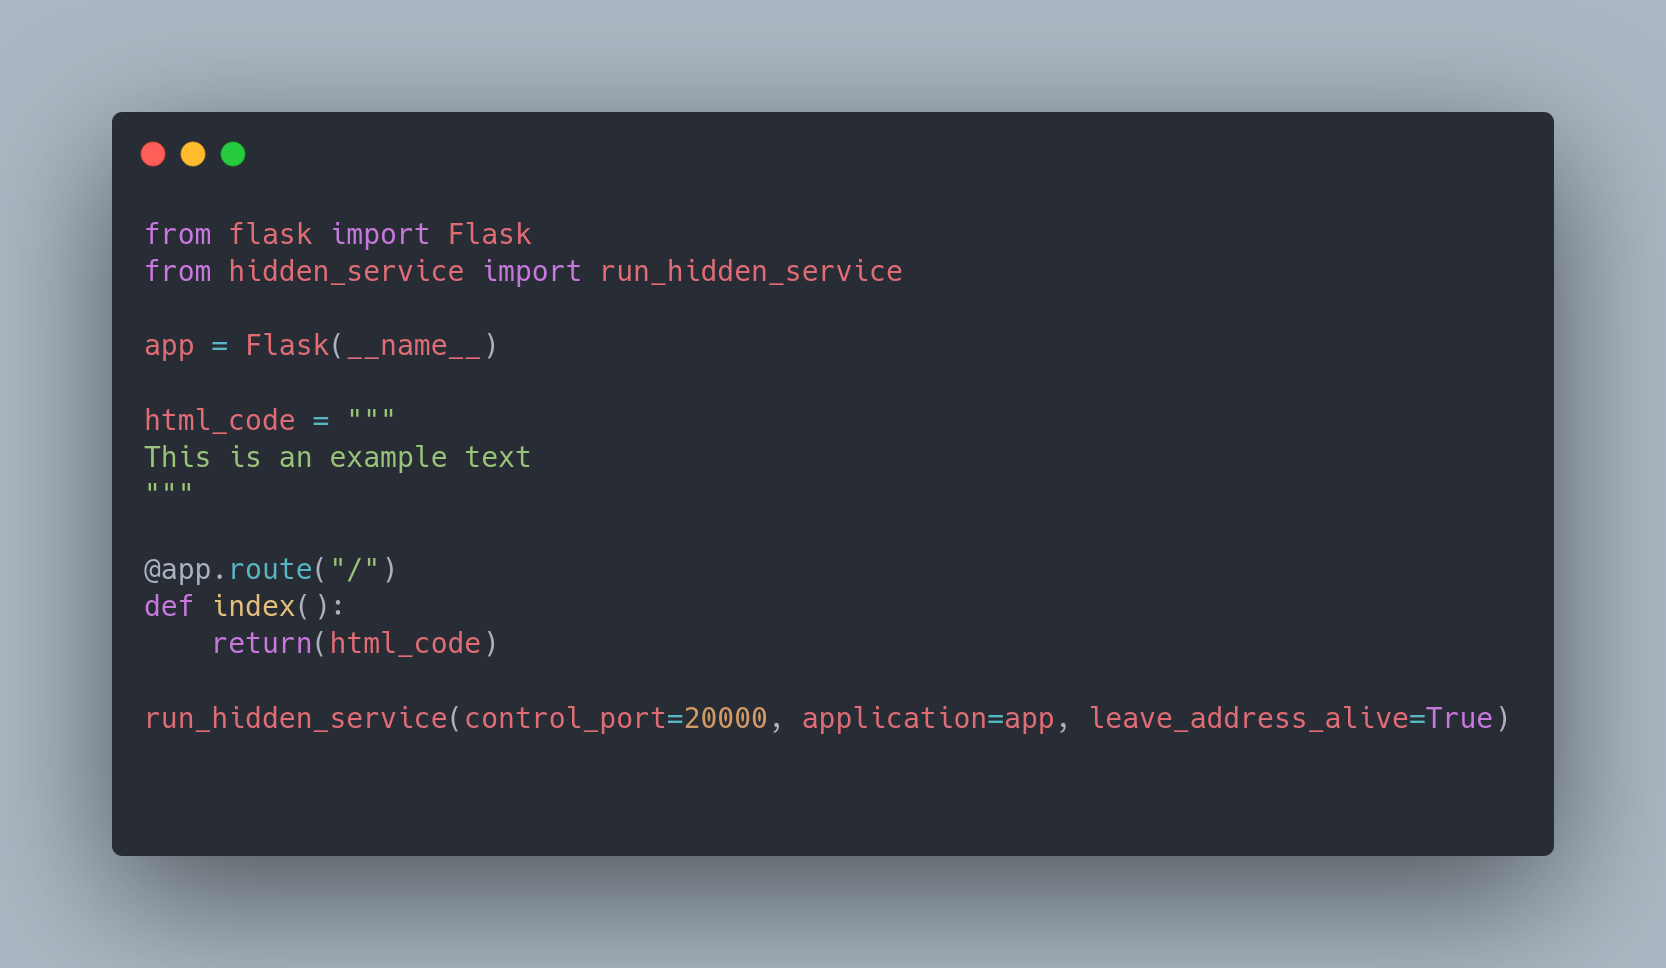 from flask import Flask
from hidden_service import run_hidden_service

app = Flask(__name__)

html_code = """
This is an example text
"""

@app.route("/")
def index():
    return(html_code)

run_hidden_service(control_port=20000, application=app, leave_address_alive=True)